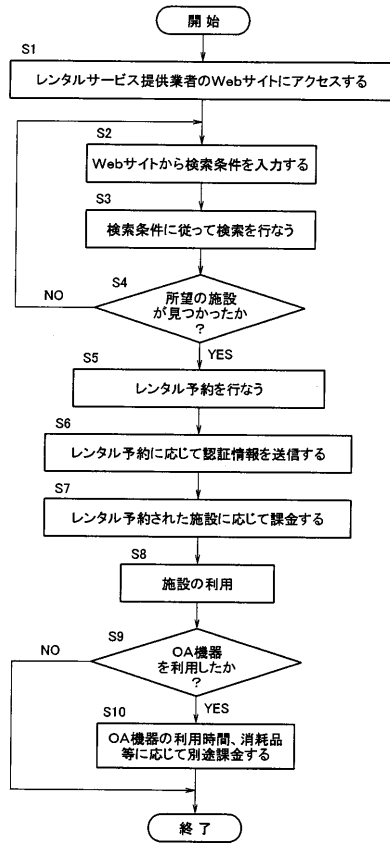 開 始
S1
レンタルサービス提供業者のWebサイトにアクセスする
S2
Webサイトから検索条件を入力する
S3
検索条件に従って検索を行なう
S4
所望の施設
が見つかったか
?
NO
YES
S5
レンタル予約を行なう
S6
レンタル予約に応じて認証情報を送信する
S7
レンタル予約された施設に応じて課金する
S8
施設の利用
S9
OA機器
を利用したか
?
NO
YES
S10
OA機器の利用時間、消耗品
等に応じて別途課金する
終 了